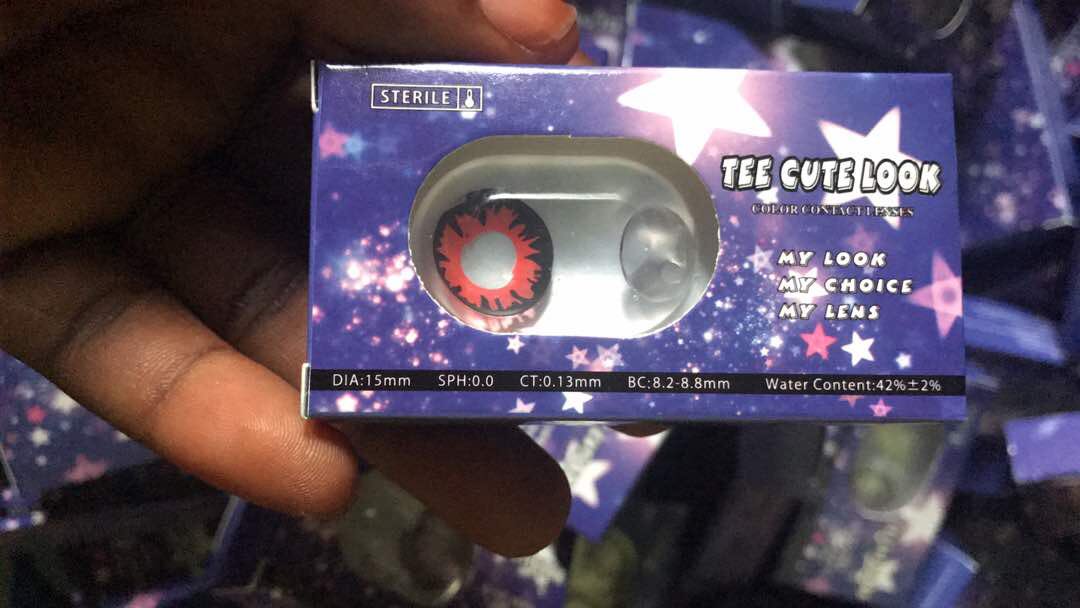 STERILE
TEE CUTE LOOK
COLOR CONTACT LENSES
MY LOOK
MY CHOICE
MY LENS
DIA:15mm SPH:0.0 CT:0.13mm BC:8.2-8.8mm Water Content:42%±2%